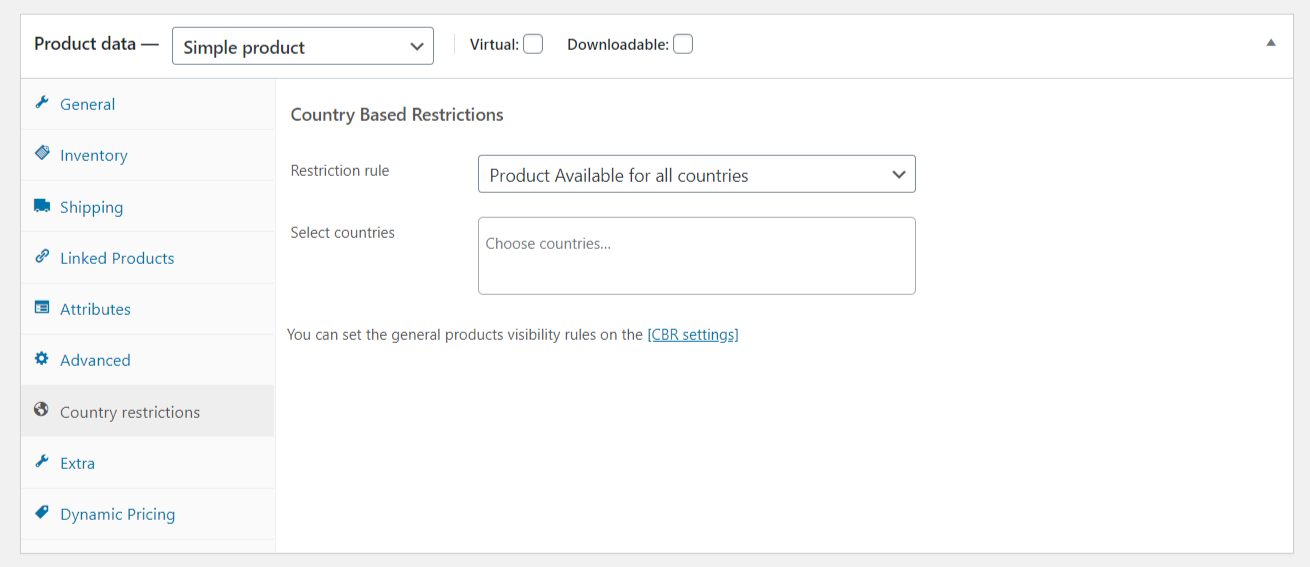 Product data —
Simple product
Virtual:
Downloadable:
General
Inventory
Shipping
Linked Products
Attributes
Advanced
Country restrictions
Extra
Dynamic Pricing
Country Based Restrictions
Restriction rule
Product Available for all countries
Select countries
Choose countries...
You can set the general products visibility rules on the [CBR settings]